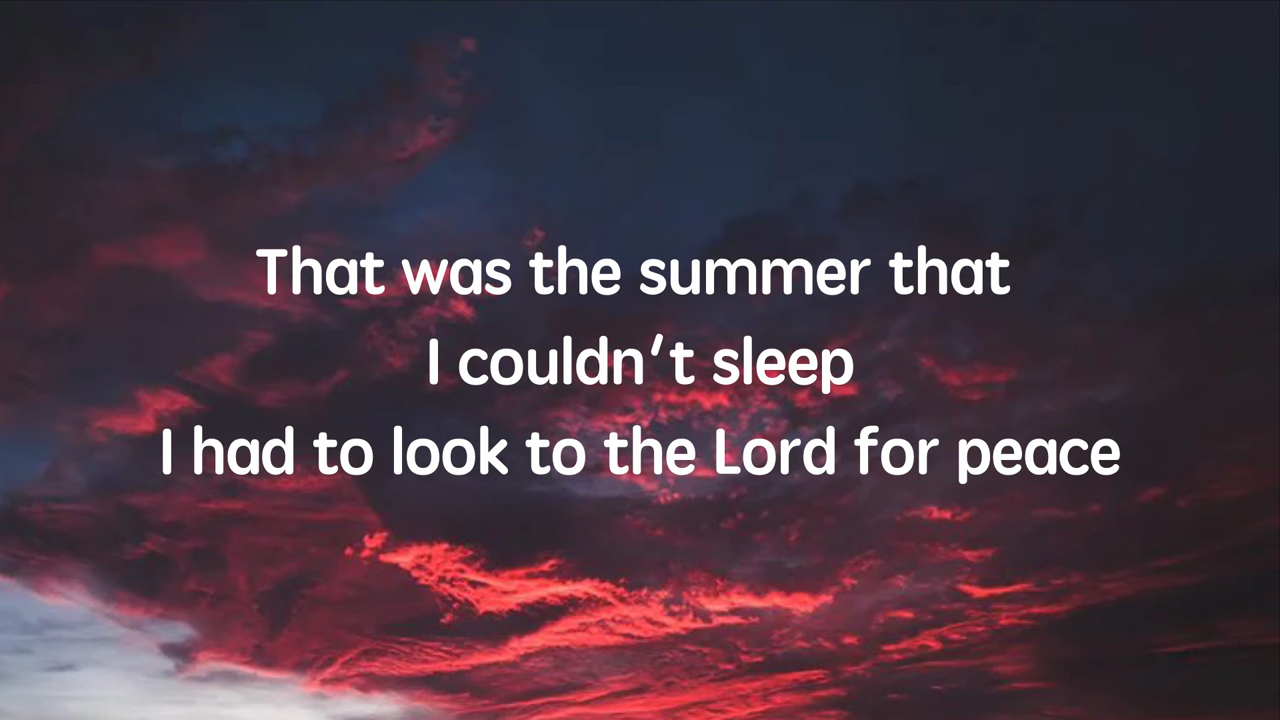 That was the summer that
I couldn't sleep
I had to look to the Lord for peace